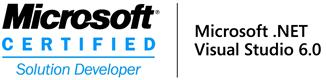 Microsoft®
CERTIFIED
Solution Developer
Microsoft .NET
Visual Studio 6.0